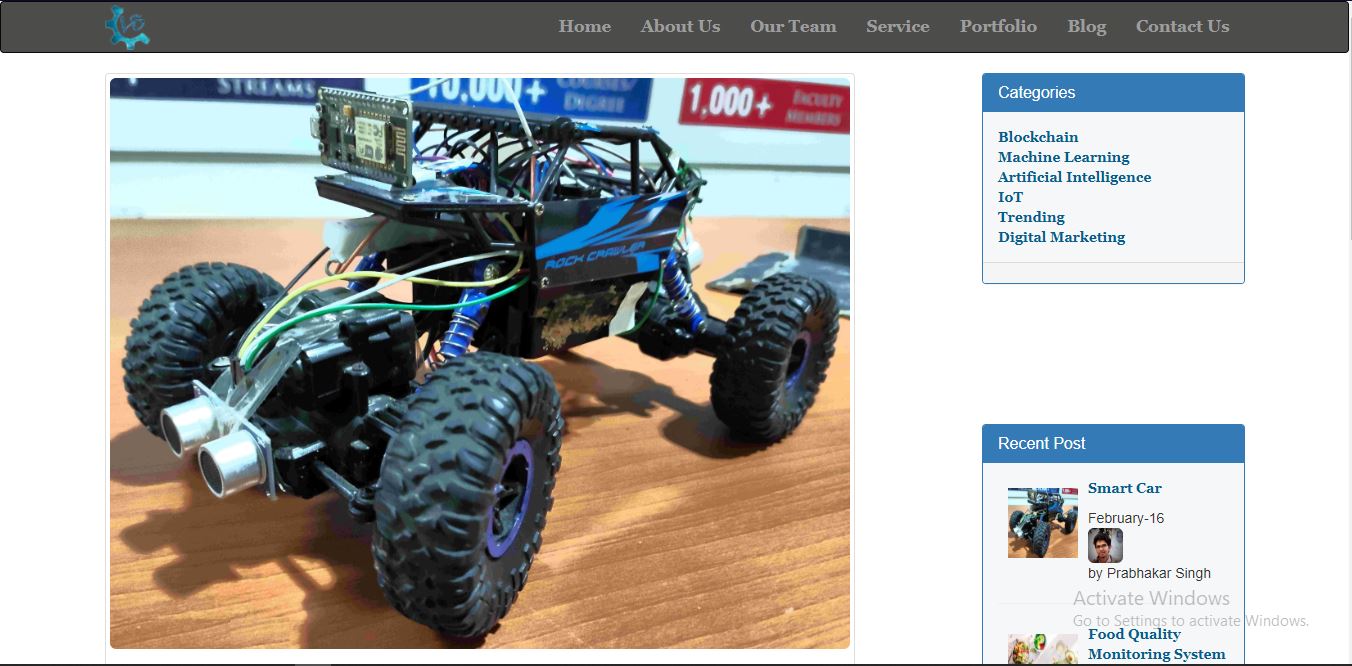 Home About Us Our Team Service Portfolio Blog Contact Us
STREAMS
10,000+ COURSES/
DEGREE
1,000+ FACULTY
MEMBERS
ROCK CRAWLER
Categories
Blockchain
Machine Learning
Artificial Intelligence
IoT
Trending
Digital Marketing
Recent Post
Smart Car
February-16
by Prabhakar Singh
Activate Windows
Go to Settings to activate Windows.
Food Quality
Monitoring System